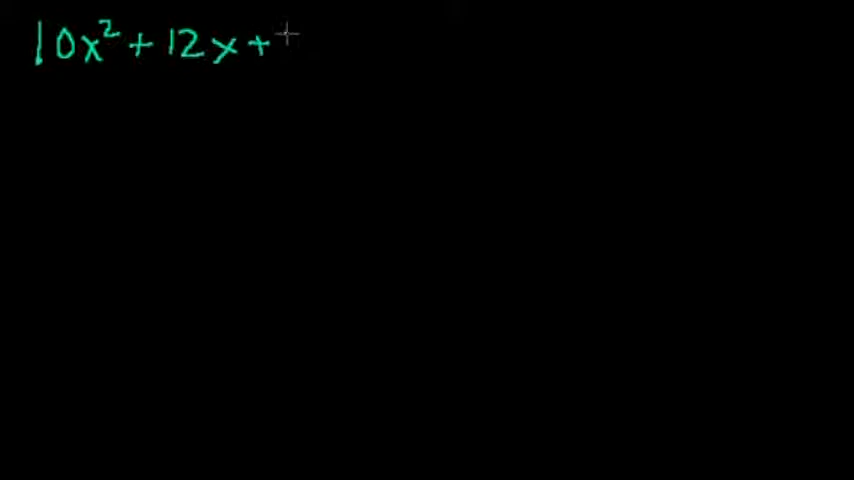 10x² + 12x +